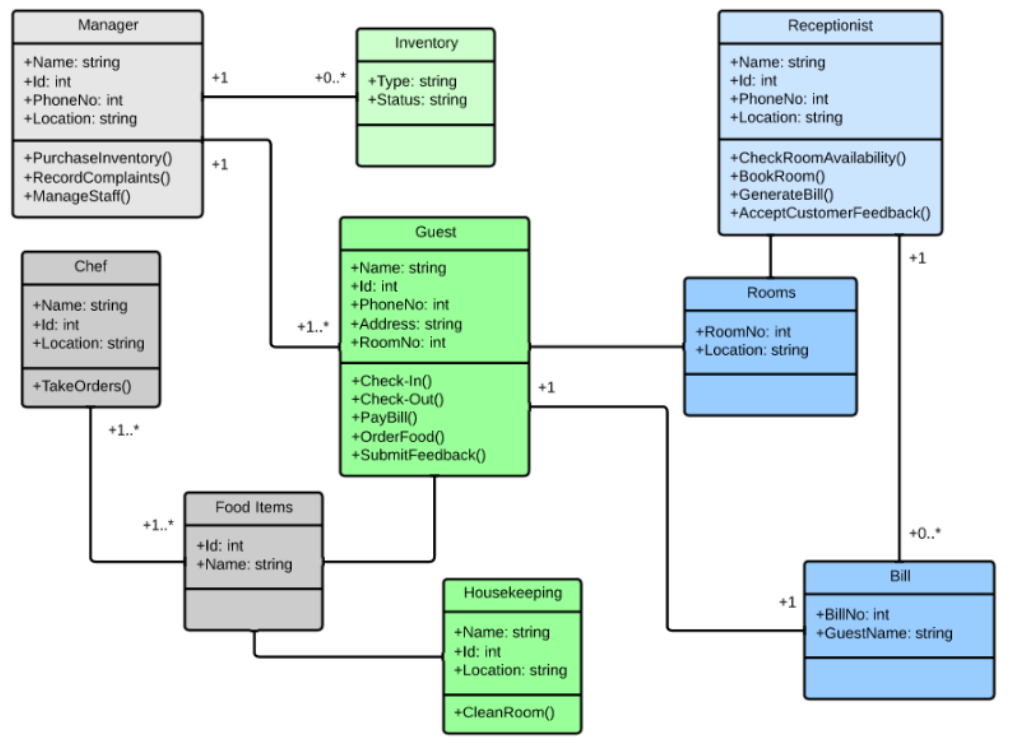 Manager
+Name: string
+Id: int
+PhoneNo: int
+Location: string
+PurchaseInventory()
+RecordComplaints()
+ManageStaff()
+1
+0..*
+1
Inventory
+Type: string
+Status: string
Receptionist
+Name: string
+Id: int
+PhoneNo: int
+Location: string
+CheckRoomAvailability()
+BookRoom()
+GenerateBill()
+AcceptCustomerFeedback()
+1
Chef
+Name: string
+Id: int
+Location: string
+TakeOrders()
+1..*
+1..*
Guest
+Name: string
+Id: int
+PhoneNo: int
+Address: string
+RoomNo: int
+Check-In()
+Check-Out()
+PayBill()
+OrderFood()
+SubmitFeedback()
+1
Rooms
+RoomNo: int
+Location: string
+1..*
Food Items
+Id: int
+Name: string
Housekeeping
+Name: string
+Id: int
+Location: string
+CleanRoom()
+0..*
+1
Bill
+BillNo: int
+GuestName: string